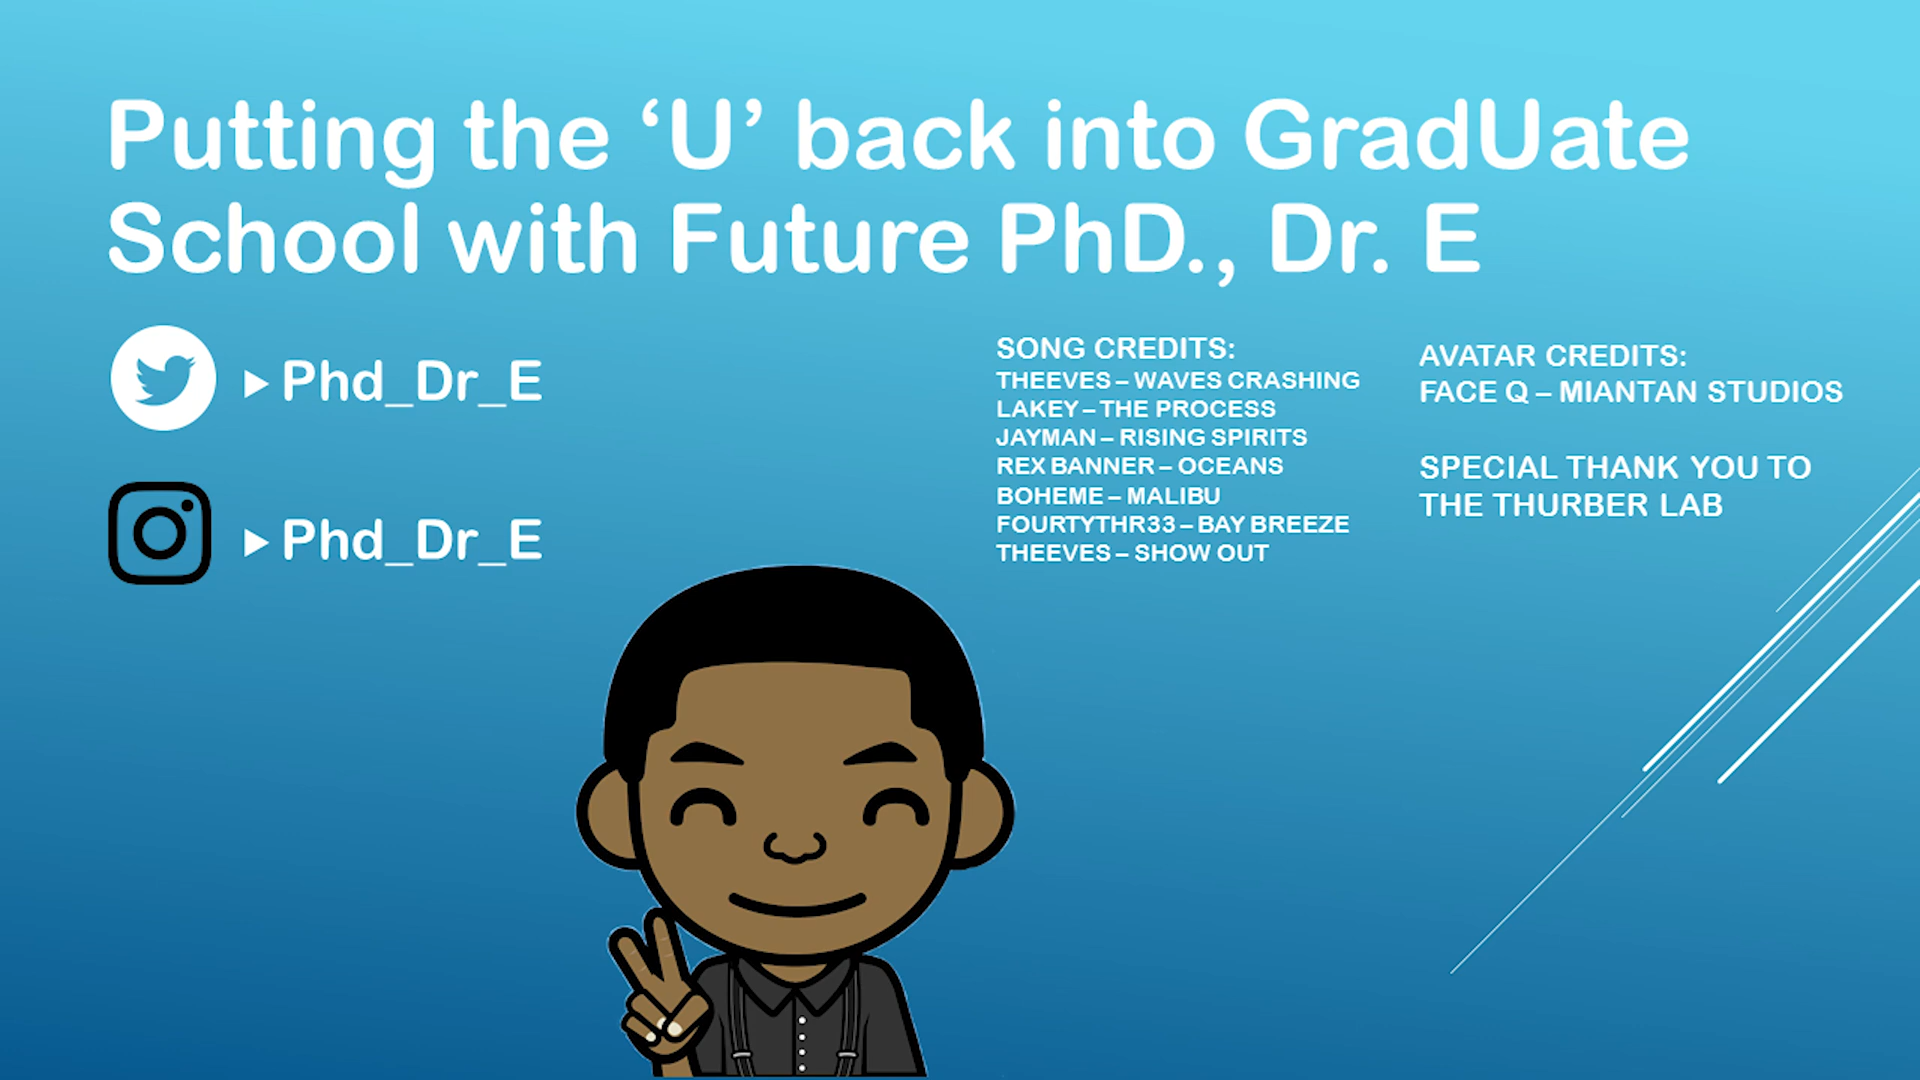 Putting the ‘U’ back into GradUate
School with Future PhD., Dr. E
Phd_Dr_E
Phd_Dr_E
SONG CREDITS:
THEEVES – WAVES CRASHING
LAKEY – THE PROCESS
JAYMAN – RISING SPIRITS
REX BANNER – OCEANS
BOHEME – MALIBU
FOURTYTHR33 – BAY BREEZE
THEEVES – SHOW OUT
AVATAR CREDITS:
FACE Q – MIANTAN STUDIOS
SPECIAL THANK YOU TO
THE THURBER LAB